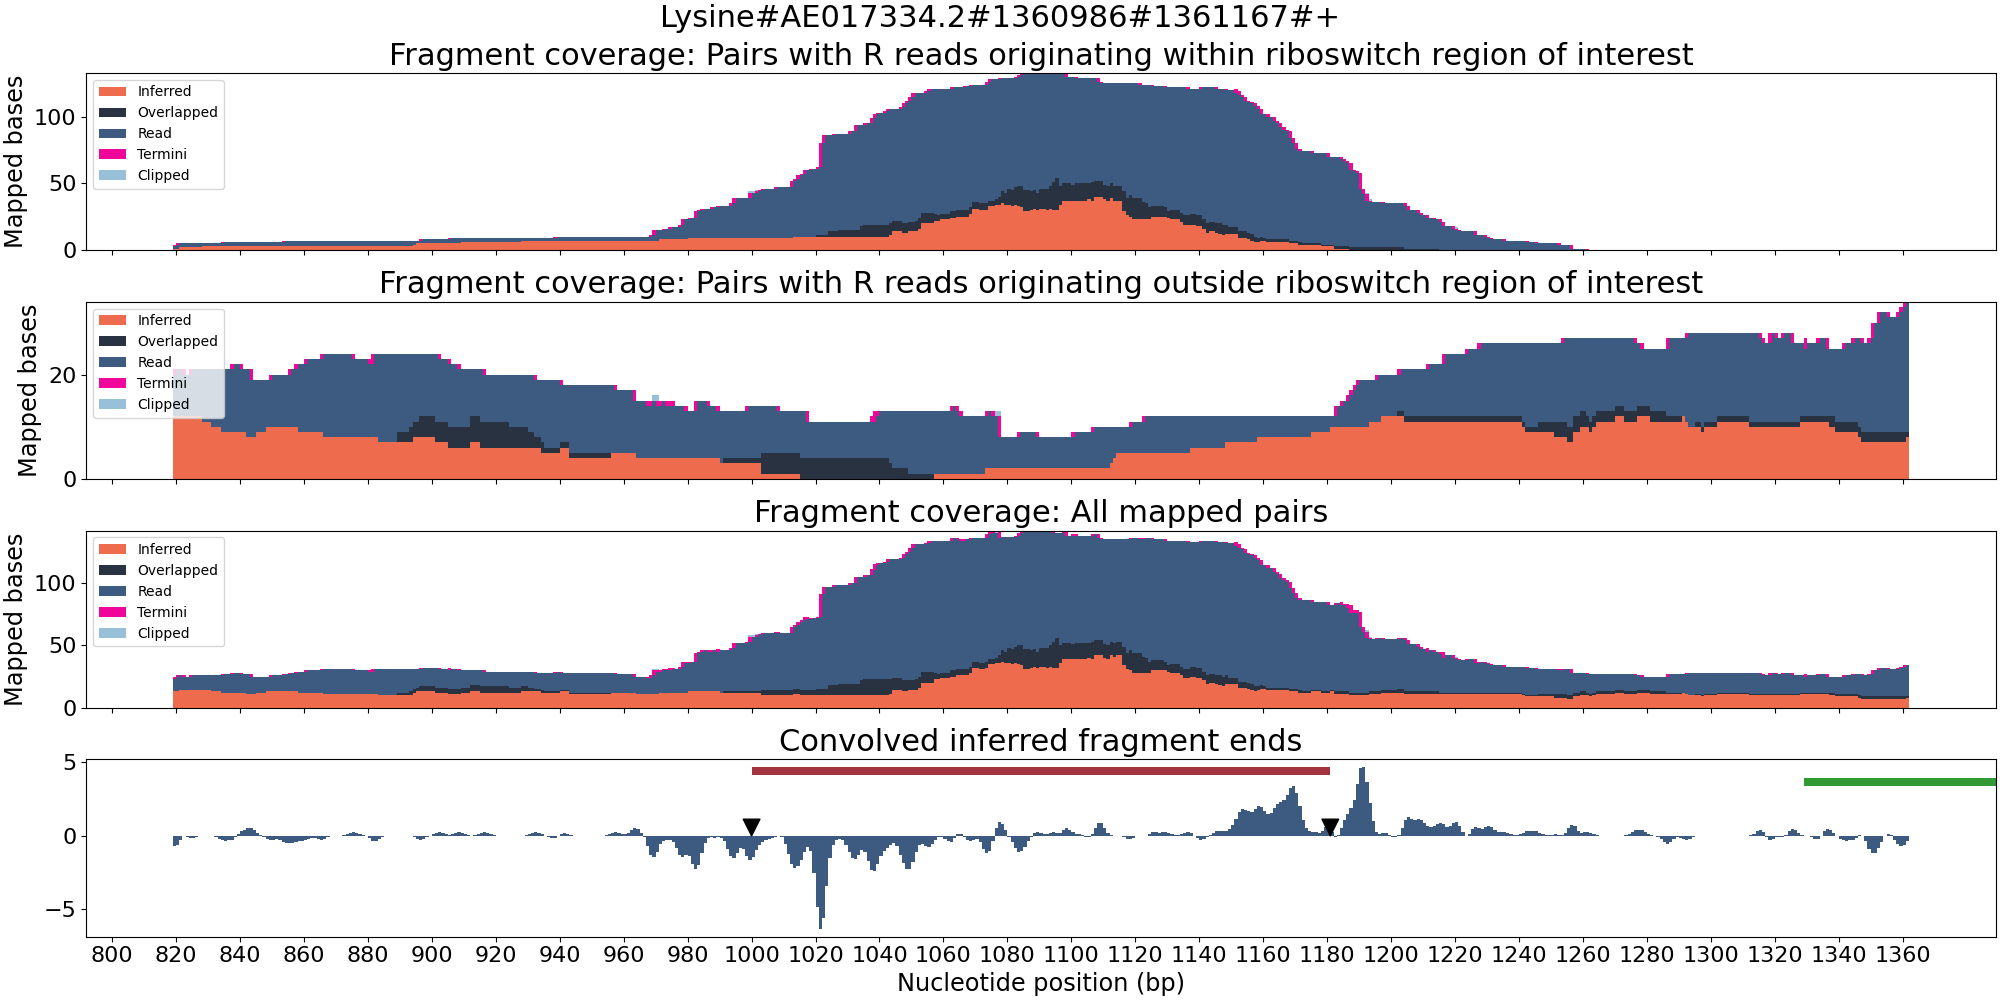 Lysine#AE017334.2#1360986#1361167#+
Fragment coverage: Pairs with R reads originating within riboswitch region of interest
Mapped bases
100
50
0
Inferred
Overlapped
Read
Termini
Clipped
Fragment coverage: Pairs with R reads originating outside riboswitch region of interest
Mapped bases
20
0
Inferred
Overlapped
Read
Termini
Clipped
Fragment coverage: All mapped pairs
Mapped bases
100
50
0
Inferred
Overlapped
Read
Termini
Clipped
Convolved inferred fragment ends
5
0
−5
800 820 840 860 880 900 920 940 960 980 1000 1020 1040 1060 1080 1100 1120 1140 1160 1180 1200 1220 1240 1260 1280 1300 1320 1340 1360
Nucleotide position (bp)